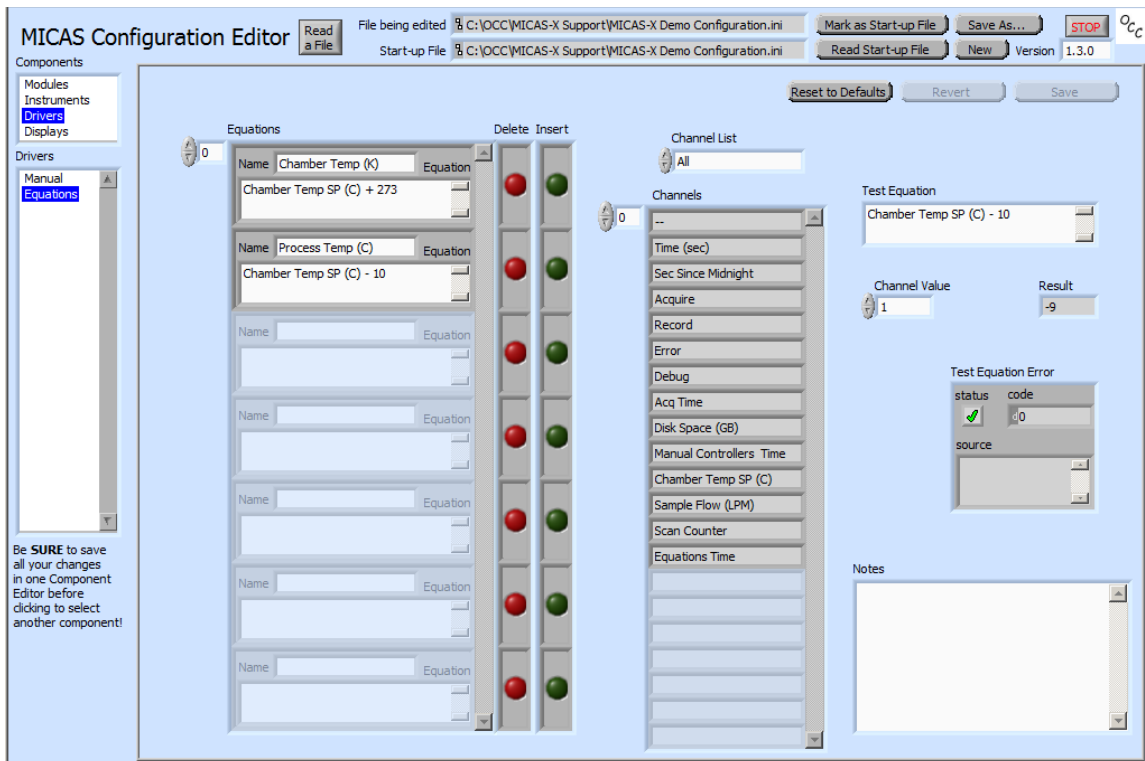 MICAS Configuration Editor
Read
a File
File being edited C:\OCC\MICAS-X Support\MICAS-X Demo Configuration.ini
Mark as Start-up File
Save As...
STOP
OCC
Start-up File C:\OCC\MICAS-X Support\MICAS-X Demo Configuration.ini
Read Start-up File
New
Version 1.3.0
Components
Modules
Instruments
Drivers
Displays
Drivers
Manual
Equations
Be SURE to save
all your changes
in one Component
Editor before
clicking to select
another component!
Reset to Defaults
Revert
Save
Equations
Delete Insert
0
Name Chamber Temp (K) Equation
Chamber Temp SP (C) + 273
Name Process Temp (C) Equation
Chamber Temp SP (C) - 10
Name Equation
Name Equation
Name Equation
Name Equation
Name Equation
Channel List
All
Channels
0
--
Time (sec)
Sec Since Midnight
Acquire
Record
Error
Debug
Acq Time
Disk Space (GB)
Manual Controllers  Time
Chamber Temp SP (C)
Sample Flow (LPM)
Scan Counter
Equations Time
Test Equation
Chamber Temp SP (C) - 10
Channel Value
1
Result
-9
Test Equation Error
status code
d0
source
Notes